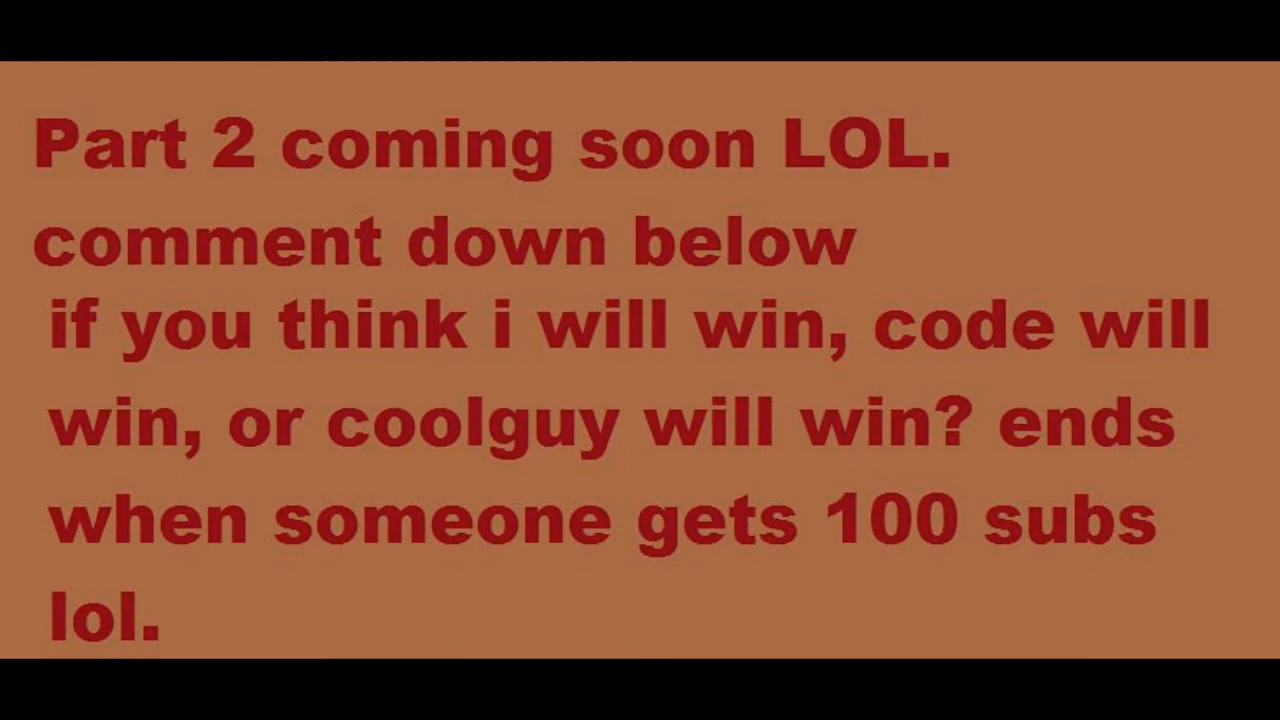 Part 2 coming soon LOL.
comment down below
if you think i will win, code will
win, or coolguy will win? ends
when someone gets 100 subs
lol.